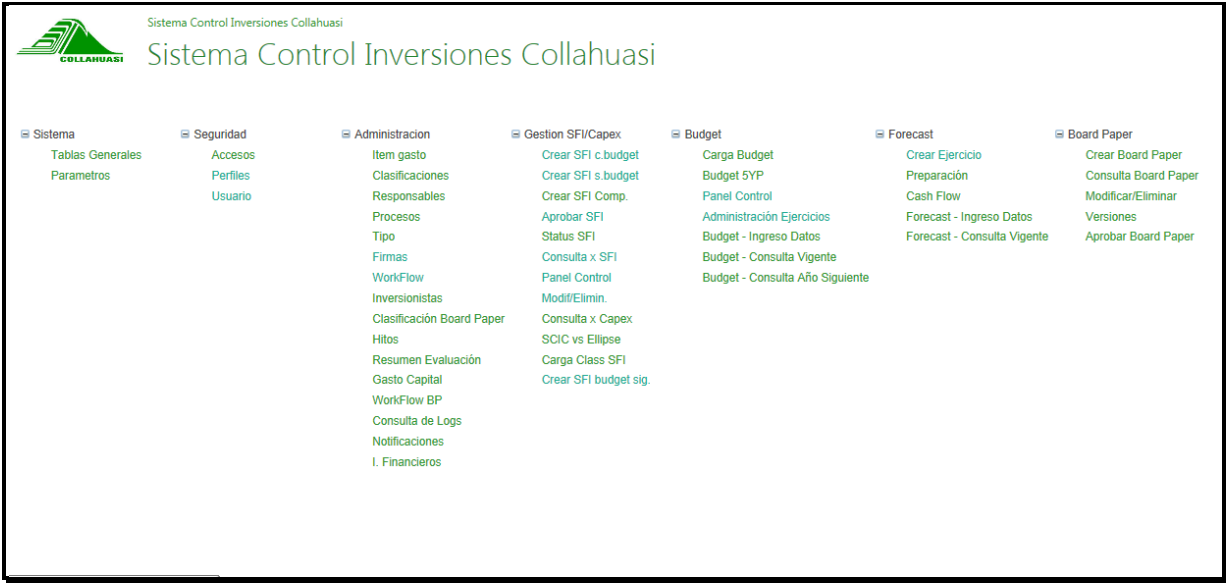 COLLAHUASI
Sistema Control Inversiones Collahuasi
Sistema Control Inversiones Collahuasi
Sistema
Tablas Generales
Parametros
Seguridad
Accesos
Perfiles
Usuario
Administracion
Item gasto
Clasificaciones
Responsables
Procesos
Tipo
Firmas
WorkFlow
Inversionistas
Clasificación Board Paper
Hitos
Resumen Evaluación
Gasto Capital
WorkFlow BP
Consulta de Logs
Notificaciones
I. Financieros
Gestion SFI/Capex
Crear SFI c.budget
Crear SFI s.budget
Crear SFI Comp.
Aprobar SFI
Status SFI
Consulta x SFI
Panel Control
Modif/Elimin.
Consulta x Capex
SCIC vs Ellipse
Carga Class SFI
Crear SFI budget sig.
Budget
Carga Budget
Budget 5YP
Panel Control
Administración Ejercicios
Budget - Ingreso Datos
Budget - Consulta Vigente
Budget - Consulta Año Siguiente
Forecast
Crear Ejercicio
Preparación
Cash Flow
Forecast - Ingreso Datos
Forecast - Consulta Vigente
Board Paper
Crear Board Paper
Consulta Board Paper
Modificar/Eliminar
Versiones
Aprobar Board Paper